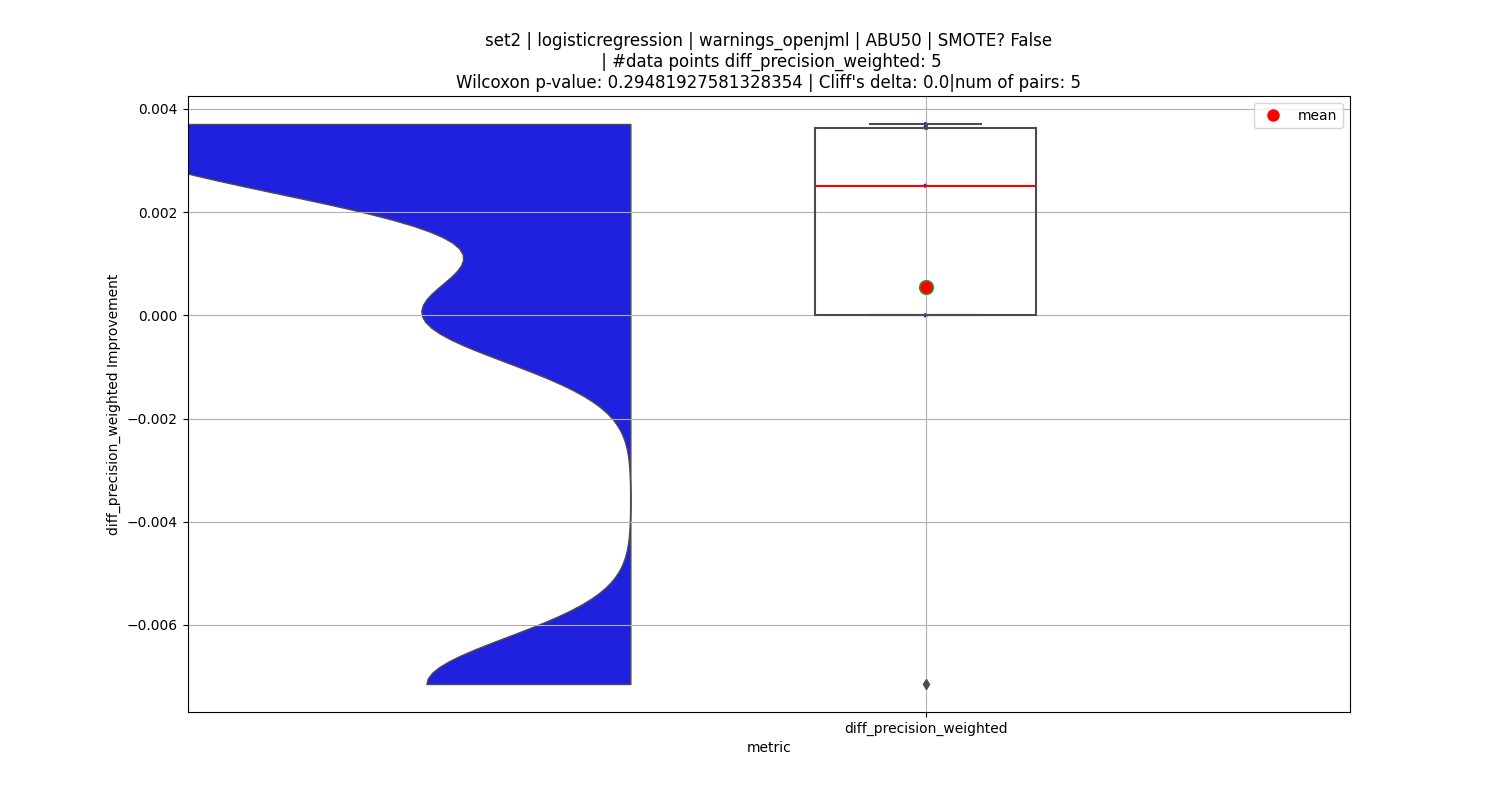 set2 | logisticregression | warnings_openjml | ABU50 | SMOTE? False
| #data points diff_precision_weighted: 5
Wilcoxon p-value: 0.29481927581328354 | Cliff's delta: 0.0|num of pairs: 5
mean
0.004
0.002
0.000
−0.002
−0.004
−0.006
diff_precision_weighted Improvement
diff_precision_weighted
metric